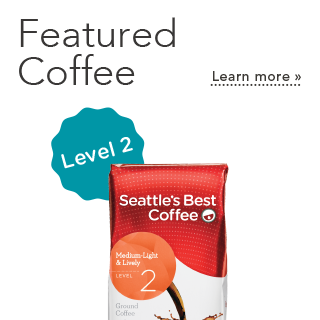 Featured
Coffee
Learn more »
Level 2
Seattle's Best
Coffee
Medium-Light
& Lively
LEVEL
2
Ground
Coffee